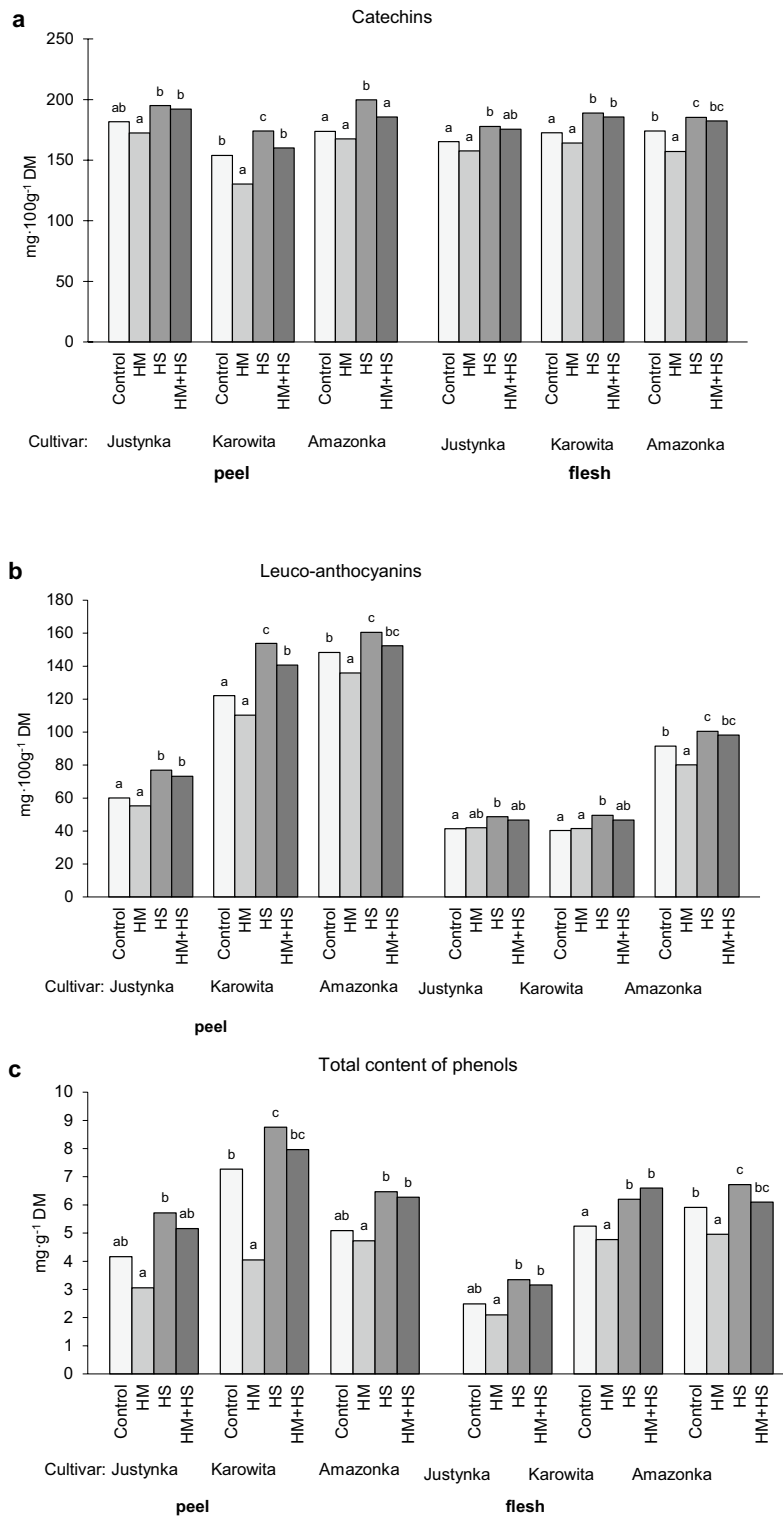 a
Catechins
250
200
150
100
50
0
mg·100g⁻¹ DM
ab a b b b a c b a a b a a a b ab a a b b b a c bc
Control HM HS HM+HS Control HM HS HM+HS Control HM HS HM+HS Control HM HS HM+HS Control HM HS HM+HS Control HM HS HM+HS
Cultivar: Justynka Karowita Amazonka Justynka Karowita Amazonka
peel flesh
b
Leuco-anthocyanins
180
160
140
120
100
80
60
40
20
0
mg·100g⁻¹ DM
a a b b a a c b b a c bc a ab b ab a a b ab b a c bc
Control HM HS HM+HS Control HM HS HM+HS Control HM HS HM+HS Control HM HS HM+HS Control HM HS HM+HS Control HM HS HM+HS
Cultivar: Justynka Karowita Amazonka Justynka Karowita Amazonka
peel
c
Total content of phenols
10
9
8
7
6
5
4
3
2
1
0
mg·g⁻¹ DM
ab a b ab b a c bc ab a b b ab a b b a a b b b a c bc
Control HM HS HM+HS Control HM HS HM+HS Control HM HS HM+HS Control HM HS HM+HS Control HM HS HM+HS Control HM HS HM+HS
Cultivar: Justynka Karowita Amazonka Justynka Karowita Amazonka
peel flesh